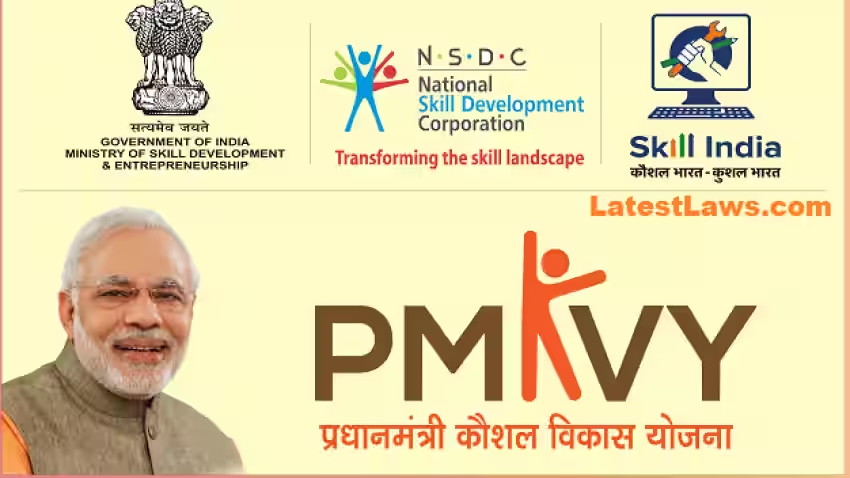 सत्यमेव जयते
GOVERNMENT OF INDIA
MINISTRY OF SKILL DEVELOPMENT
& ENTREPRENEURSHIP
N·S·D·C
National
Skill Development
Corporation
Transforming the skill landscape
Skill India
कौशल भारत-कुशल भारत
LatestLaws.com
PMKVY
प्रधानमंत्री कौशल विकास योजना